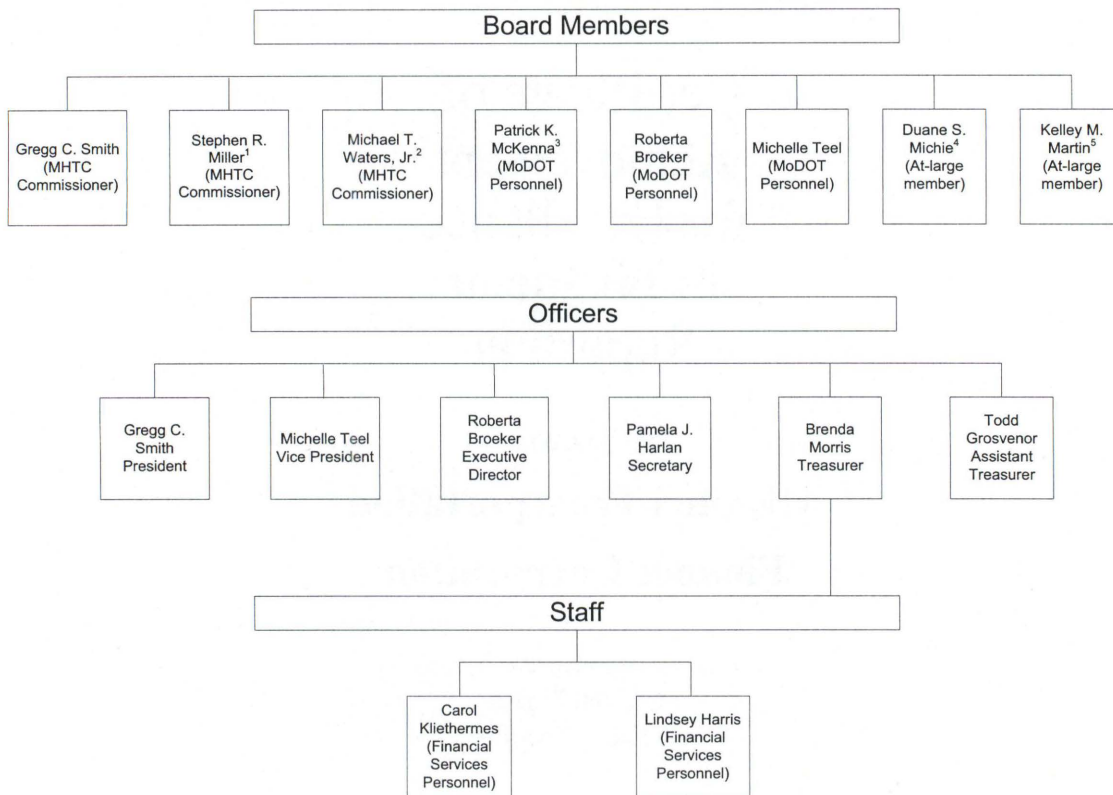 Board Members
Gregg C. Smith
(MHTC
Commissioner)
Stephen R.
Miller¹
(MHTC
Commissioner)
Michael T.
Waters, Jr.²
(MHTC
Commissioner)
Patrick K.
McKenna³
(MoDOT
Personnel)
Roberta
Broeker
(MoDOT
Personnel)
Michelle Teel
(MoDOT
Personnel)
Duane S.
Michie⁴
(At-large
member)
Kelley M.
Martin⁵
(At-large
member)
Officers
Gregg C.
Smith
President
Michelle Teel
Vice President
Roberta
Broeker
Executive
Director
Pamela J.
Harlan
Secretary
Brenda
Morris
Treasurer
Todd
Grosvenor
Assistant
Treasurer
Staff
Carol
Kliethermes
(Financial
Services
Personnel)
Lindsey Harris
(Financial
Services
Personnel)